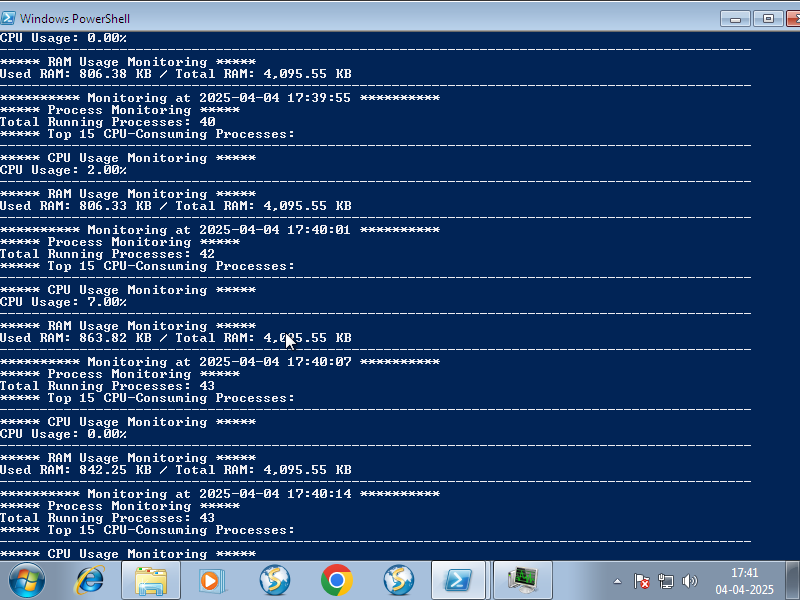 Windows PowerShell
CPU Usage: 0.00%
----------------------------------------------------------------------------------------------
***** RAM Usage Monitoring *****
Used RAM: 806.38 KB / Total RAM: 4,095.55 KB
----------------------------------------------------------------------------------------------
********** Monitoring at 2025-04-04 17:39:55 **********
***** Process Monitoring *****
Total Running Processes: 40
***** Top 15 CPU-Consuming Processes:
----------------------------------------------------------------------------------------------
***** CPU Usage Monitoring *****
CPU Usage: 2.00%
----------------------------------------------------------------------------------------------
***** RAM Usage Monitoring *****
Used RAM: 806.33 KB / Total RAM: 4,095.55 KB
----------------------------------------------------------------------------------------------
********** Monitoring at 2025-04-04 17:40:01 **********
***** Process Monitoring *****
Total Running Processes: 42
***** Top 15 CPU-Consuming Processes:
----------------------------------------------------------------------------------------------
***** CPU Usage Monitoring *****
CPU Usage: 7.00%
----------------------------------------------------------------------------------------------
***** RAM Usage Monitoring *****
Used RAM: 863.82 KB / Total RAM: 4,095.55 KB
----------------------------------------------------------------------------------------------
********** Monitoring at 2025-04-04 17:40:07 **********
***** Process Monitoring *****
Total Running Processes: 43
***** Top 15 CPU-Consuming Processes:
----------------------------------------------------------------------------------------------
***** CPU Usage Monitoring *****
CPU Usage: 0.00%
----------------------------------------------------------------------------------------------
***** RAM Usage Monitoring *****
Used RAM: 842.25 KB / Total RAM: 4,095.55 KB
----------------------------------------------------------------------------------------------
********** Monitoring at 2025-04-04 17:40:14 **********
***** Process Monitoring *****
Total Running Processes: 43
***** Top 15 CPU-Consuming Processes:
----------------------------------------------------------------------------------------------
***** CPU Usage Monitoring *****
17:41
04-04-2025